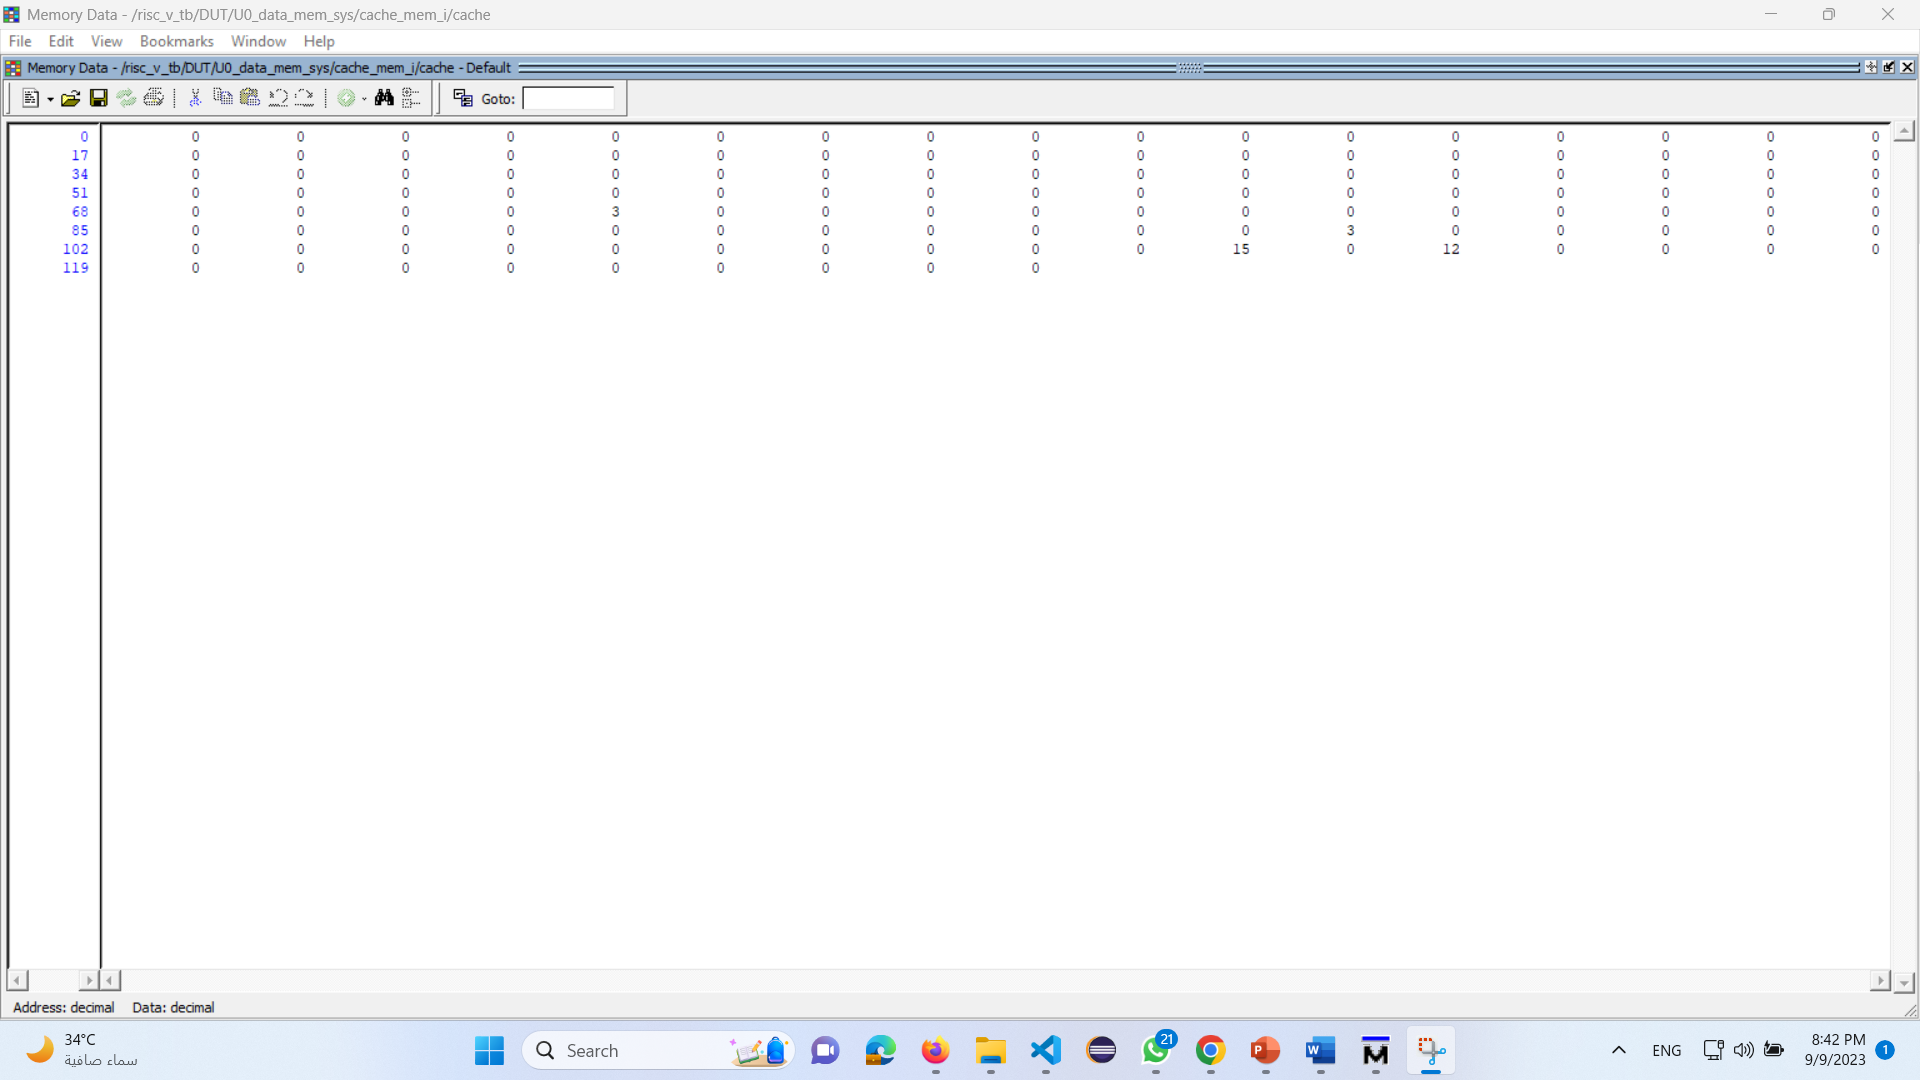 Memory Data - /risc_v_tb/DUT/U0_data_mem_sys/cache_mem_i/cache
File Edit View Bookmarks Window Help
Memory Data - /risc_v_tb/DUT/U0_data_mem_sys/cache_mem_i/cache - Default
Goto:
0 0 0 0 0 0 0 0 0 0 0 0 0 0 0 0 0 0
17 0 0 0 0 0 0 0 0 0 0 0 0 0 0 0 0 0
34 0 0 0 0 0 0 0 0 0 0 0 0 0 0 0 0 0
51 0 0 0 0 0 0 0 0 0 0 0 0 0 0 0 0 0
68 0 0 0 0 3 0 0 0 0 0 0 0 0 0 0 0 0
85 0 0 0 0 0 0 0 0 0 0 0 3 0 0 0 0 0
102 0 0 0 0 0 0 0 0 0 0 15 0 12 0 0 0 0
119 0 0 0 0 0 0 0 0 0
Address: decimal Data: decimal
34°C
سماء صافية
Search
21
ENG
8:42 PM
9/9/2023
1